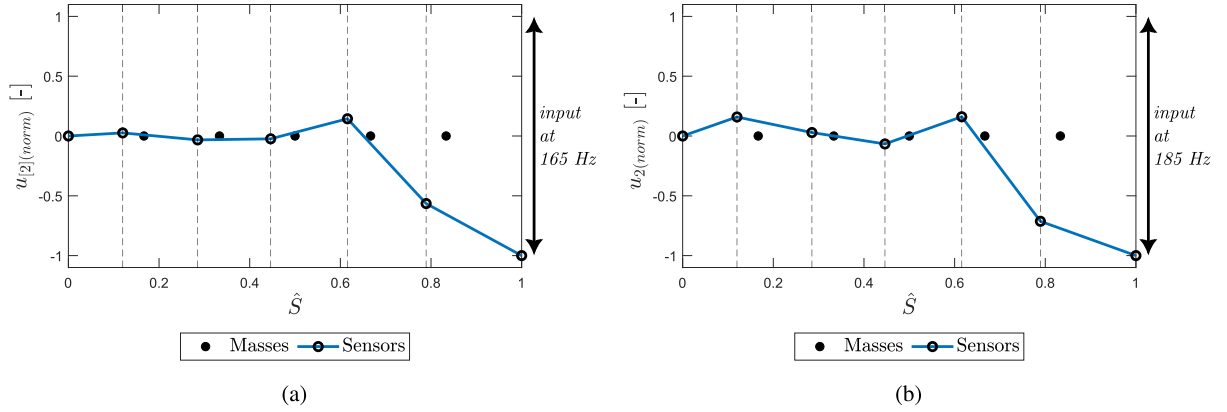 1
0.5
0
-0.5
-1
u[2](norm) [-]
0 0.2 0.4 0.6 0.8 1
Ŝ
input
at
165 Hz
Masses Sensors
(a)
1
0.5
0
-0.5
-1
u2(norm) [-]
0 0.2 0.4 0.6 0.8 1
Ŝ
input
at
185 Hz
Masses Sensors
(b)